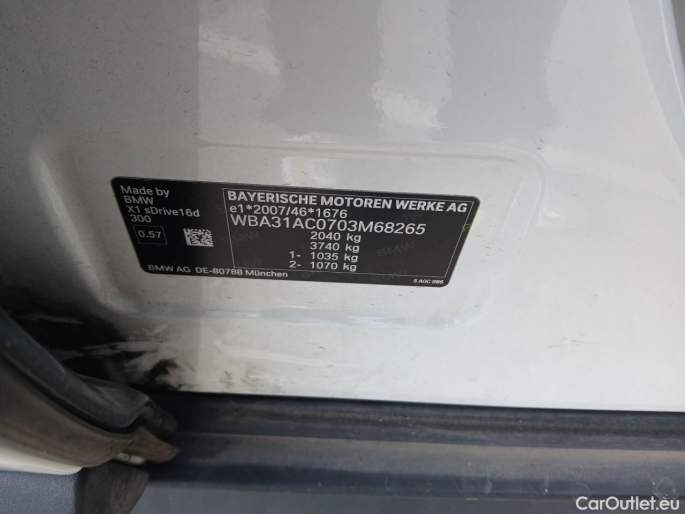 Made by
BMW
X1 sDrive16d
300
0.57
BMW AG DE-80788 München
BAYERISCHE MOTOREN WERKE AG
e1*2007/46*1676
WBA31AC0703M68265
2040 kg
3740 kg
1- 1035 kg
2- 1070 kg
CarOutlet.eu